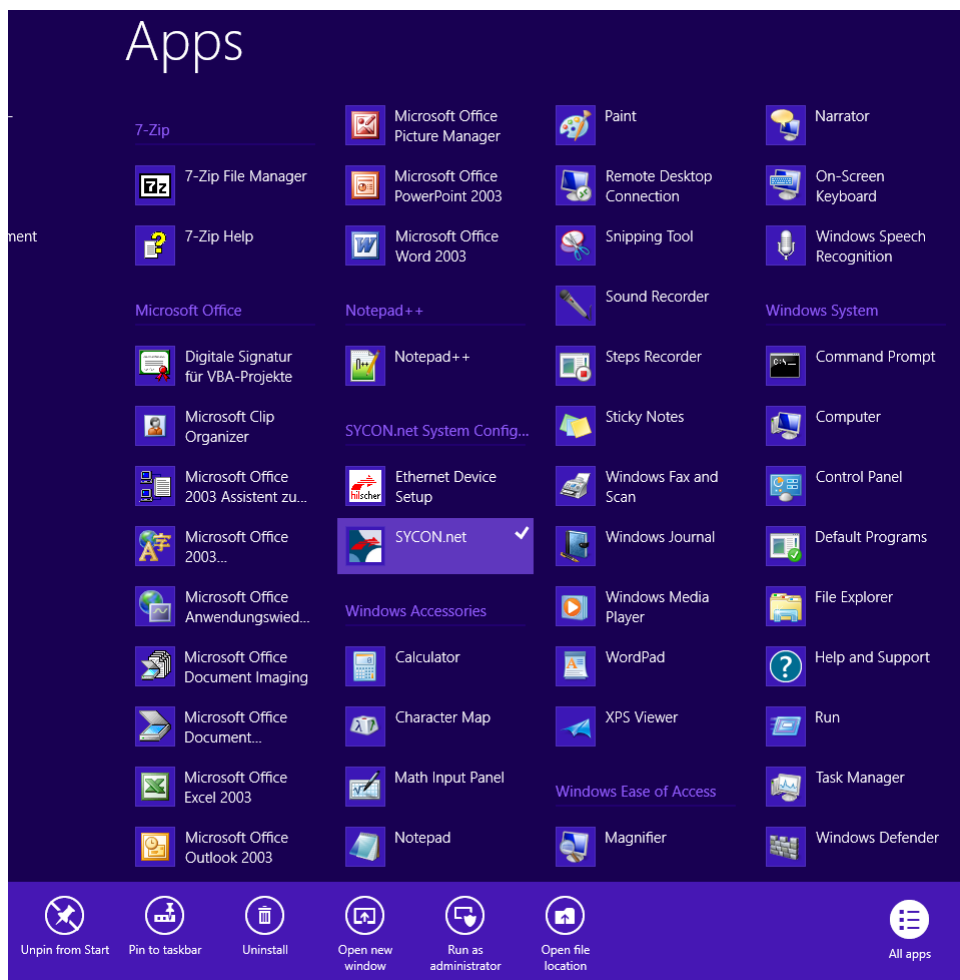 Apps
ment
7-Zip
7-Zip File Manager
7-Zip Help
Microsoft Office
Digitale Signatur
für VBA-Projekte
Microsoft Clip
Organizer
Microsoft Office
2003 Assistent zu...
Microsoft Office
2003...
Microsoft Office
Anwendungswied...
Microsoft Office
Document Imaging
Microsoft Office
Document...
Microsoft Office
Excel 2003
Microsoft Office
Outlook 2003
Microsoft Office
Picture Manager
Microsoft Office
PowerPoint 2003
Microsoft Office
Word 2003
Notepad++
Notepad++
SYCON.net System Config...
hilscher
Ethernet Device
Setup
SYCON.net
Windows Accessories
Calculator
Character Map
Math Input Panel
Notepad
Paint
Remote Desktop
Connection
Snipping Tool
Sound Recorder
Steps Recorder
Sticky Notes
Windows Fax and
Scan
Windows Journal
Windows Media
Player
WordPad
XPS Viewer
Windows Ease of Access
Magnifier
Narrator
On-Screen
Keyboard
Windows Speech
Recognition
Windows System
Command Prompt
Computer
Control Panel
Default Programs
File Explorer
Help and Support
Run
Task Manager
Windows Defender
Unpin from Start
Pin to taskbar
Uninstall
Open new
window
Run as
administrator
Open file
location
All apps